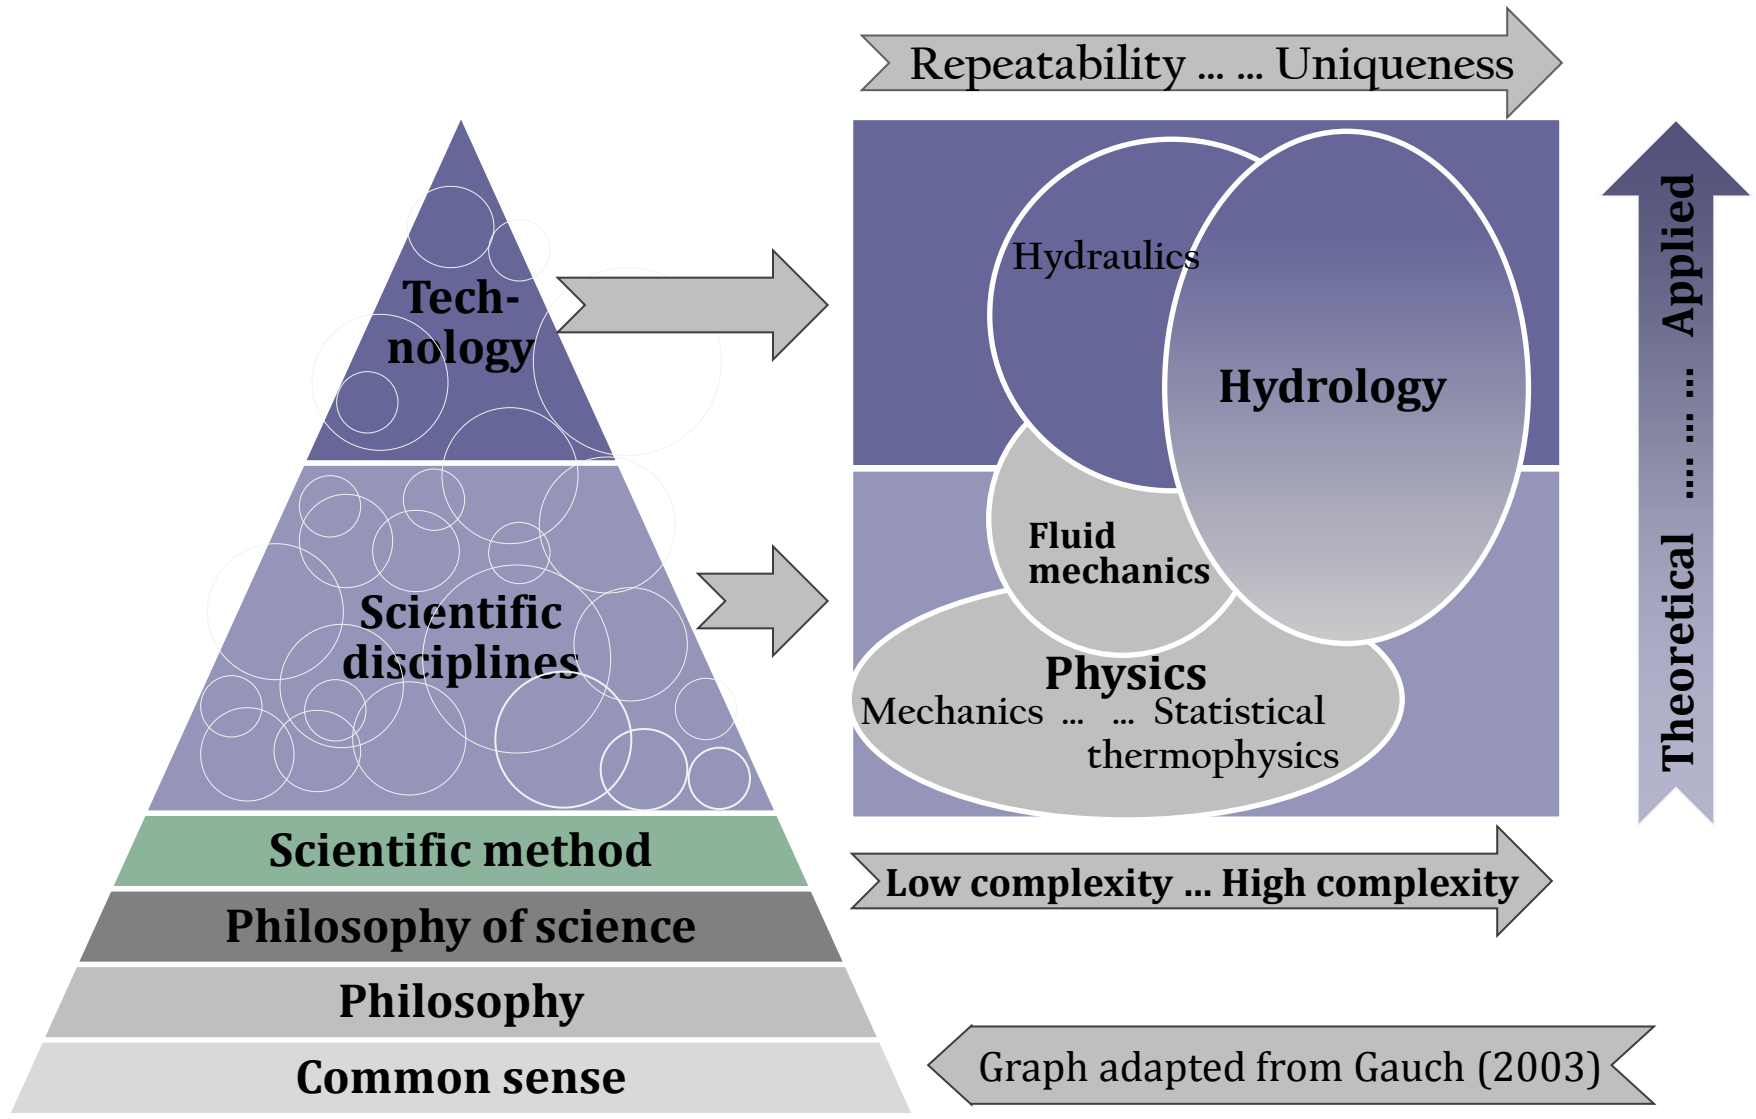 Repeatability ... ... Uniqueness
Tech-
nology
Scientific
disciplines
Scientific method
Philosophy of science
Philosophy
Common sense
Hydraulics
Hydrology
Fluid
mechanics
Physics
Mechanics ... ... Statistical
thermophysics
Theoretical .... ... ... Applied
Low complexity ... High complexity
Graph adapted from Gauch (2003)